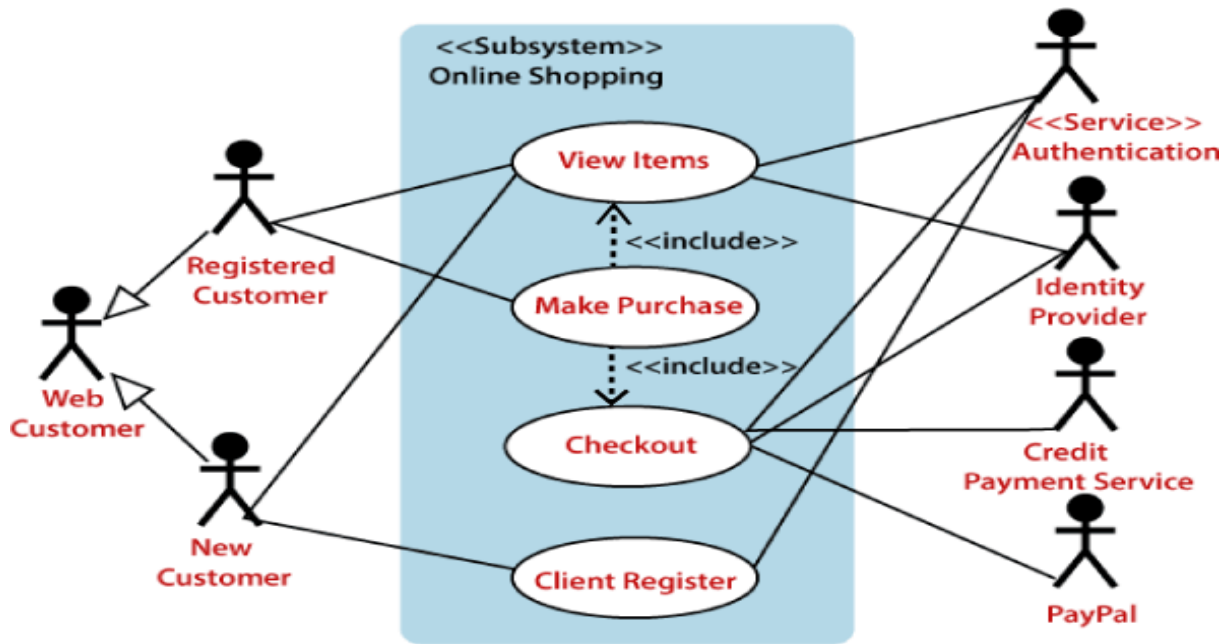 <<Subsystem>>
Online Shopping
<<Service>>
Authentication
View Items
Registered
Customer
<<include>>
Make Purchase
Identity
Provider
<<include>>
Web
Customer
Checkout
Credit
Payment Service
New
Customer
Client Register
PayPal